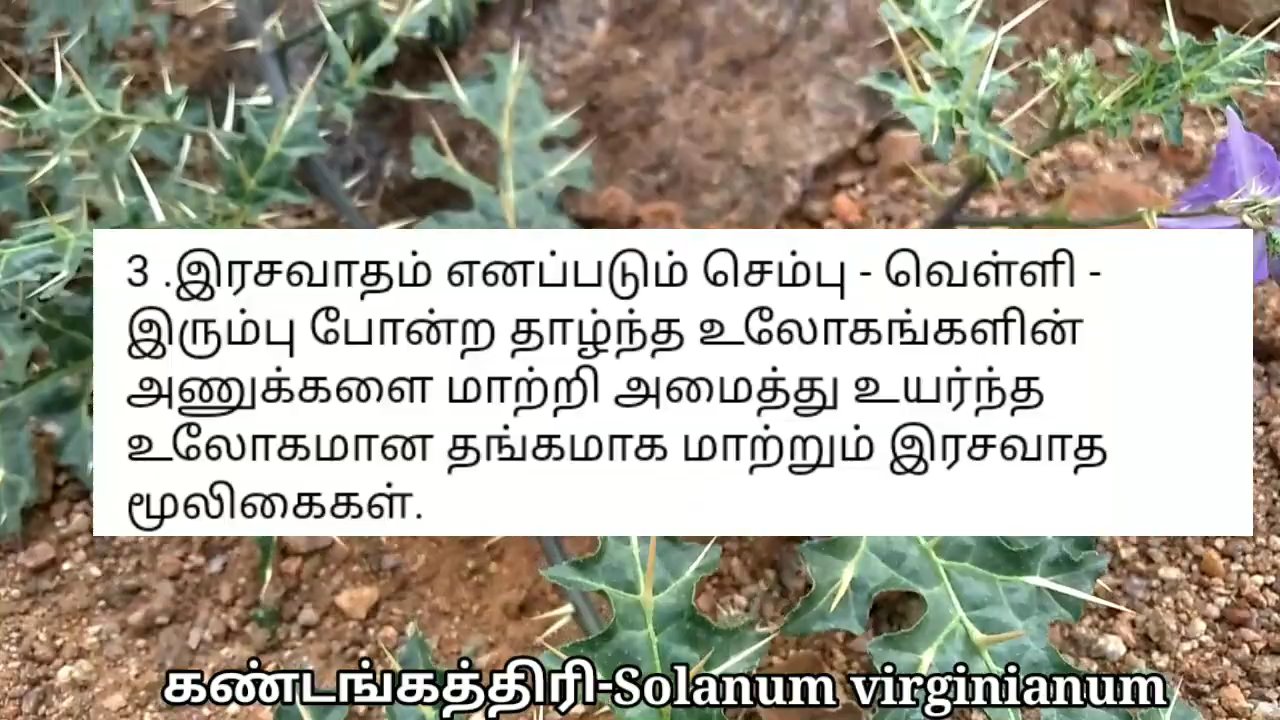 3 .இரசவாதம் எனப்படும் செம்பு - வெள்ளி -
இரும்பு போன்ற தாழ்ந்த உலோகங்களின்
அணுக்களை மாற்றி அமைத்து உயர்ந்த
உலோகமான தங்கமாக மாற்றும் இரசவாத
மூலிகைகள்.
கண்டங்கத்திரி-Solanum virginianum